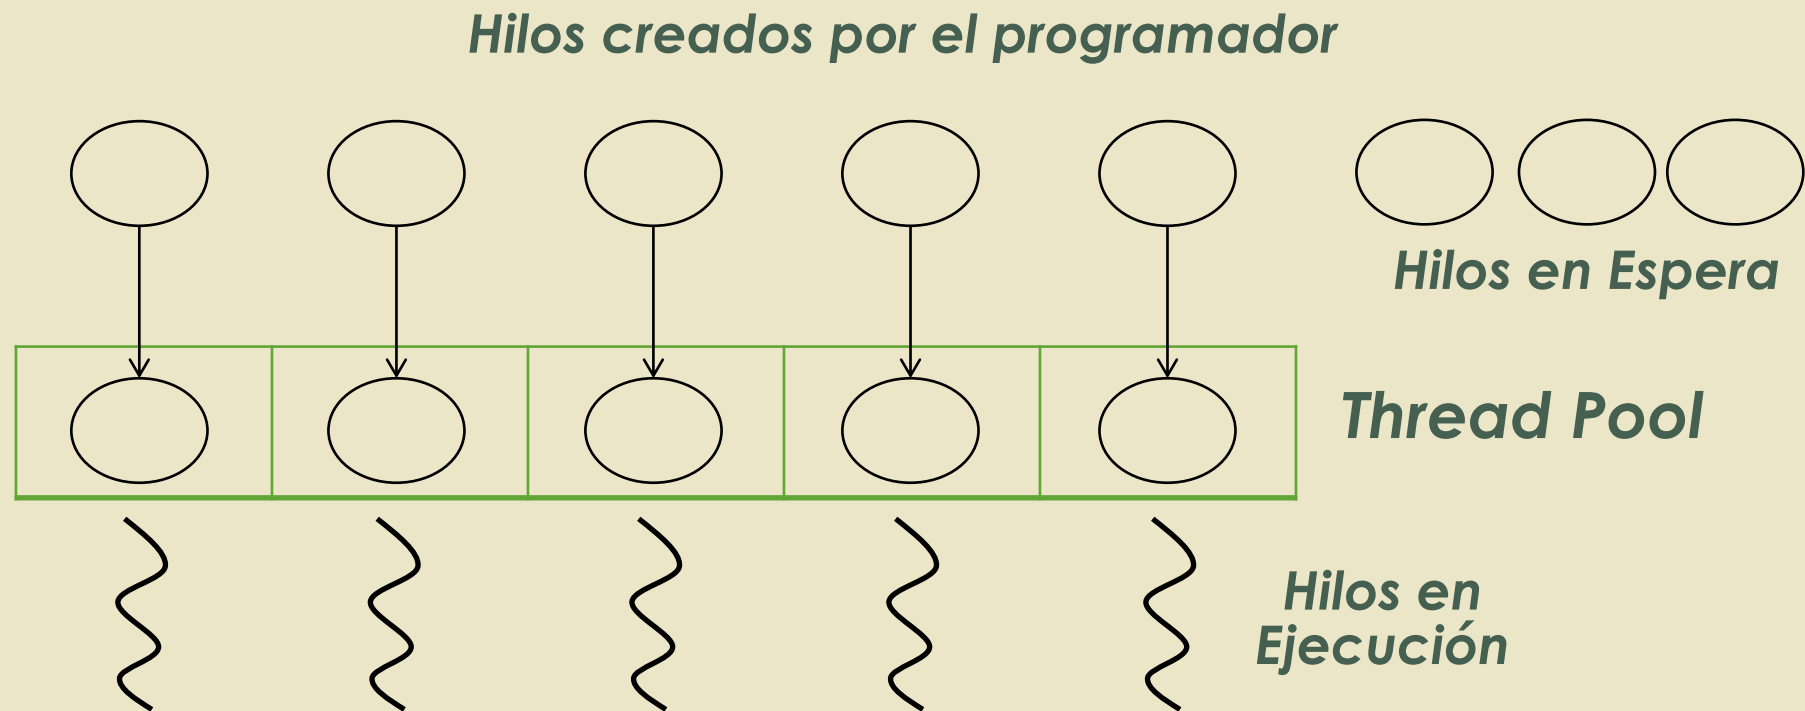 Hilos creados por el programador
Hilos en Espera
Thread Pool
Hilos en
Ejecución